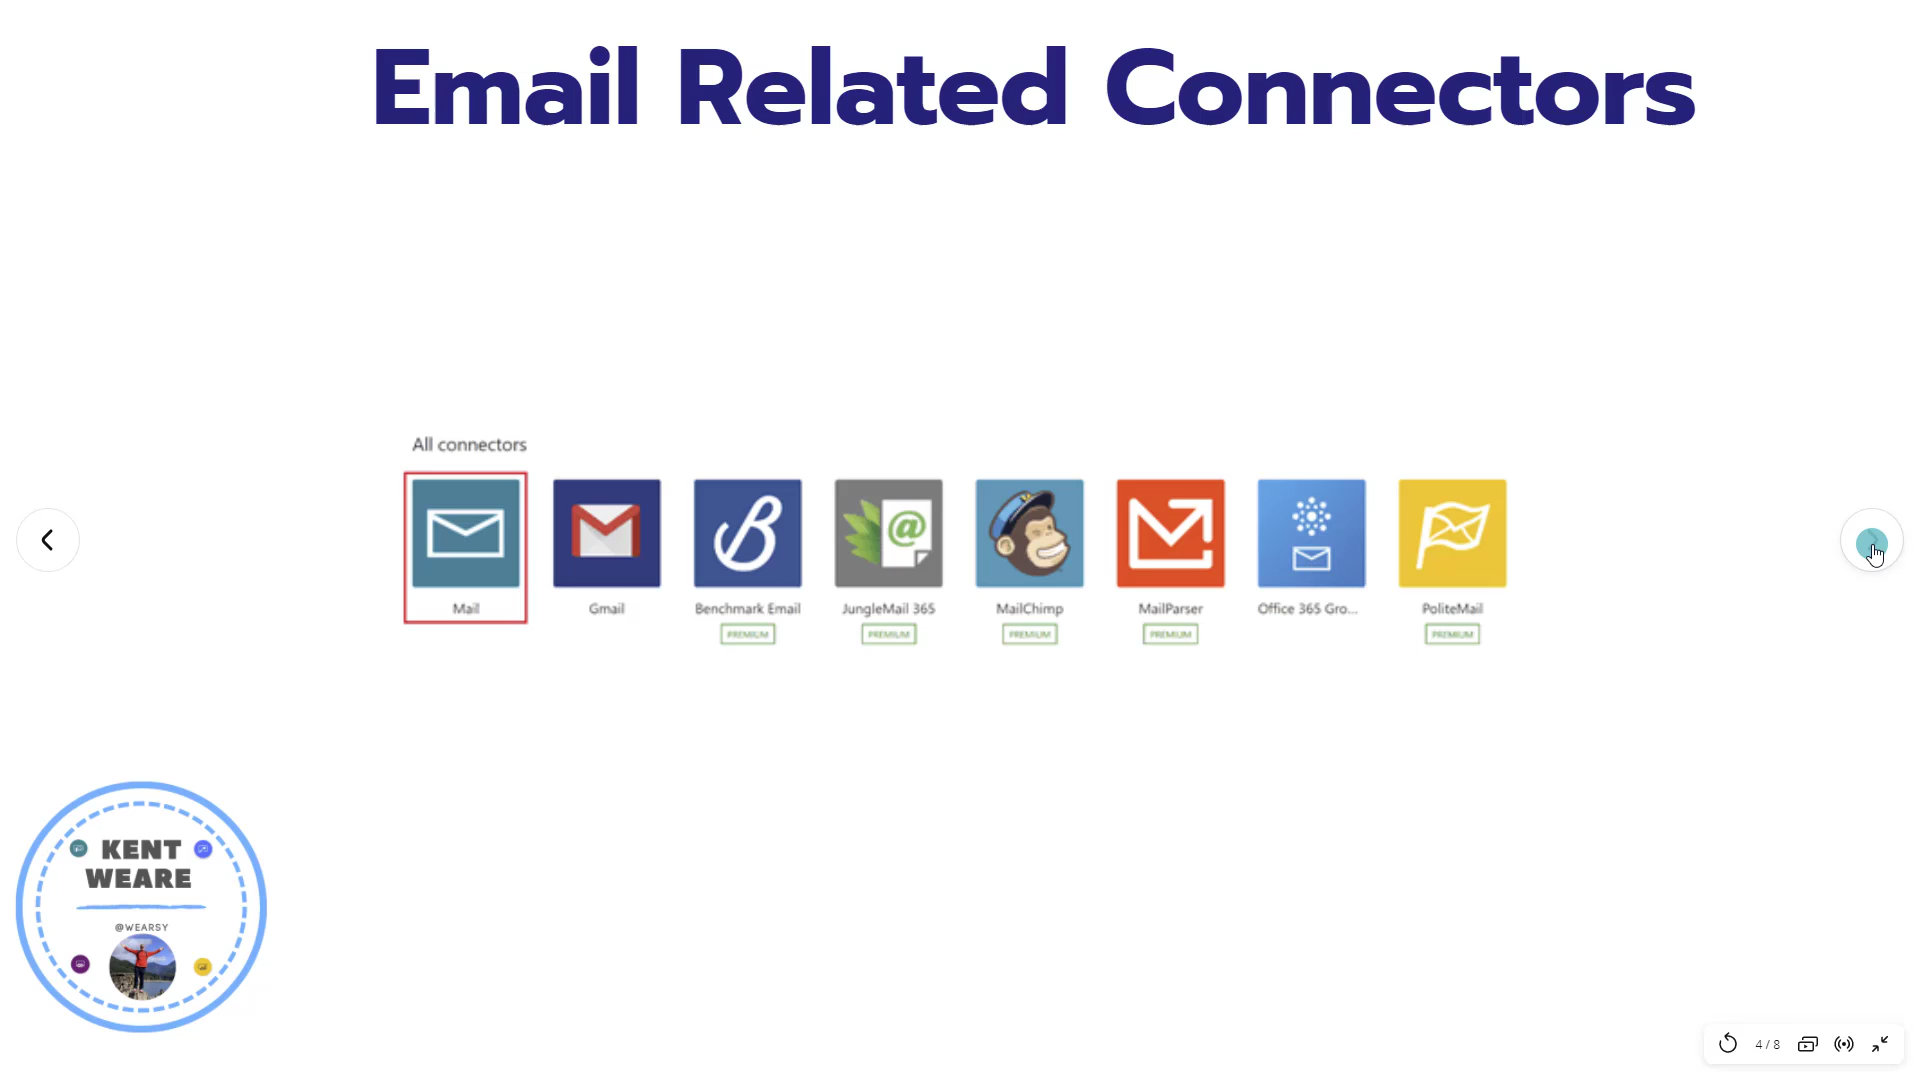 Email Related Connectors
All connectors
Mail
Gmail
Benchmark Email
JungleMail 365
MailChimp
MailParser
Office 365 Gro...
PoliteMail
PREMIUM
PREMIUM
PREMIUM
PREMIUM
PREMIUM
KENT
WEARE
@WEARSY
4 / 8